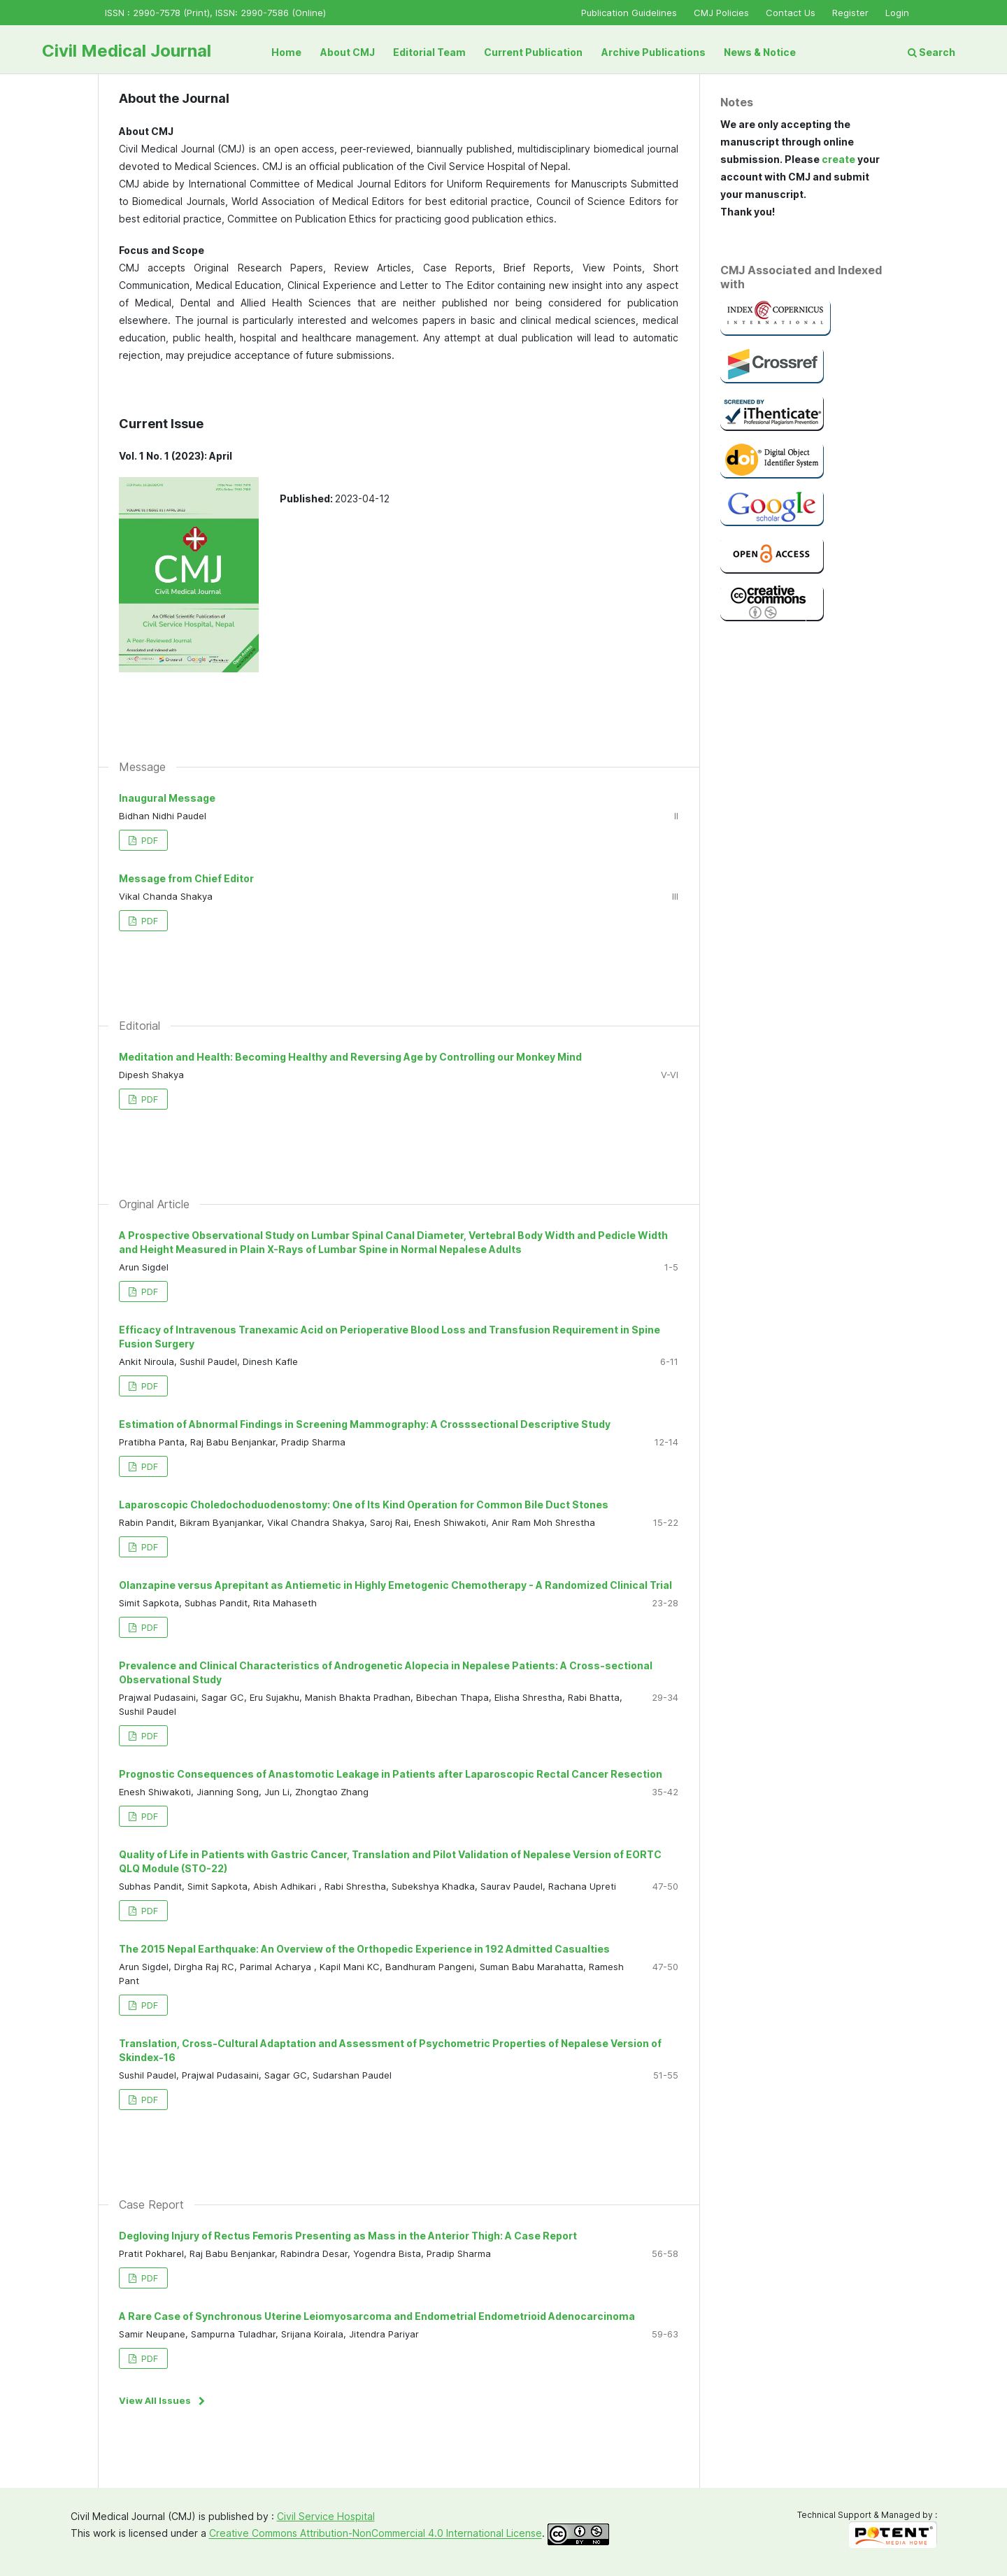 ISSN : 2990-7578 (Print), ISSN: 2990-7586 (Online)
Publication Guidelines CMJ Policies Contact Us Register Login
Civil Medical Journal
Home About CMJ Editorial Team Current Publication Archive Publications News & Notice
Search
About the Journal
About CMJ
Civil Medical Journal (CMJ) is an open access, peer-reviewed, biannually published, multidisciplinary biomedical journal
devoted to Medical Sciences. CMJ is an official publication of the Civil Service Hospital of Nepal.
CMJ abide by International Committee of Medical Journal Editors for Uniform Requirements for Manuscripts Submitted
to Biomedical Journals, World Association of Medical Editors for best editorial practice, Council of Science Editors for
best editorial practice, Committee on Publication Ethics for practicing good publication ethics.
Focus and Scope
CMJ accepts Original Research Papers, Review Articles, Case Reports, Brief Reports, View Points, Short
Communication, Medical Education, Clinical Experience and Letter to The Editor containing new insight into any aspect
of Medical, Dental and Allied Health Sciences that are neither published nor being considered for publication
elsewhere. The journal is particularly interested and welcomes papers in basic and clinical medical sciences, medical
education, public health, hospital and healthcare management. Any attempt at dual publication will lead to automatic
rejection, may prejudice acceptance of future submissions.
Current Issue
Vol. 1 No. 1 (2023): April
CMJ
Civil Medical Journal
An Official Scientific Publication of
Civil Service Hospital, Nepal
A Peer Reviewed Journal
Associated and Indexed with
Published: 2023-04-12
Message
Inaugural Message
Bidhan Nidhi Paudel
II
PDF
Message from Chief Editor
Vikal Chanda Shakya
III
PDF
Editorial
Meditation and Health: Becoming Healthy and Reversing Age by Controlling our Monkey Mind
Dipesh Shakya
V-VI
PDF
Orginal Article
A Prospective Observational Study on Lumbar Spinal Canal Diameter, Vertebral Body Width and Pedicle Width
and Height Measured in Plain X-Rays of Lumbar Spine in Normal Nepalese Adults
Arun Sigdel
1-5
PDF
Efficacy of Intravenous Tranexamic Acid on Perioperative Blood Loss and Transfusion Requirement in Spine
Fusion Surgery
Ankit Niroula, Sushil Paudel, Dinesh Kafle
6-11
PDF
Estimation of Abnormal Findings in Screening Mammography: A Crosssectional Descriptive Study
Pratibha Panta, Raj Babu Benjankar, Pradip Sharma
12-14
PDF
Laparoscopic Choledochoduodenostomy: One of Its Kind Operation for Common Bile Duct Stones
Rabin Pandit, Bikram Byanjankar, Vikal Chandra Shakya, Saroj Rai, Enesh Shiwakoti, Anir Ram Moh Shrestha
15-22
PDF
Olanzapine versus Aprepitant as Antiemetic in Highly Emetogenic Chemotherapy - A Randomized Clinical Trial
Simit Sapkota, Subhas Pandit, Rita Mahaseth
23-28
PDF
Prevalence and Clinical Characteristics of Androgenetic Alopecia in Nepalese Patients: A Cross-sectional
Observational Study
Prajwal Pudasaini, Sagar GC, Eru Sujakhu, Manish Bhakta Pradhan, Bibechan Thapa, Elisha Shrestha, Rabi Bhatta,
Sushil Paudel
29-34
PDF
Prognostic Consequences of Anastomotic Leakage in Patients after Laparoscopic Rectal Cancer Resection
Enesh Shiwakoti, Jianning Song, Jun Li, Zhongtao Zhang
35-42
PDF
Quality of Life in Patients with Gastric Cancer, Translation and Pilot Validation of Nepalese Version of EORTC
QLQ Module (STO-22)
Subhas Pandit, Simit Sapkota, Abish Adhikari , Rabi Shrestha, Subekshya Khadka, Saurav Paudel, Rachana Upreti
47-50
PDF
The 2015 Nepal Earthquake: An Overview of the Orthopedic Experience in 192 Admitted Casualties
Arun Sigdel, Dirgha Raj RC, Parimal Acharya , Kapil Mani KC, Bandhuram Pangeni, Suman Babu Marahatta, Ramesh
Pant
47-50
PDF
Translation, Cross-Cultural Adaptation and Assessment of Psychometric Properties of Nepalese Version of
Skindex-16
Sushil Paudel, Prajwal Pudasaini, Sagar GC, Sudarshan Paudel
51-55
PDF
Case Report
Degloving Injury of Rectus Femoris Presenting as Mass in the Anterior Thigh: A Case Report
Pratit Pokharel, Raj Babu Benjankar, Rabindra Desar, Yogendra Bista, Pradip Sharma
56-58
PDF
A Rare Case of Synchronous Uterine Leiomyosarcoma and Endometrial Endometrioid Adenocarcinoma
Samir Neupane, Sampurna Tuladhar, Srijana Koirala, Jitendra Pariyar
59-63
PDF
View All Issues
Notes
We are only accepting the
manuscript through online
submission. Please create your
account with CMJ and submit
your manuscript.
Thank you!
CMJ Associated and Indexed
with
INDEX COPERNICUS
INTERNATIONAL
Crossref
SCREENED BY
iThenticate®
Professional Plagiarism Prevention
doi® Digital Object
Identifier System
Google
scholar
OPEN ACCESS
cc creative
commons
Civil Medical Journal (CMJ) is published by : Civil Service Hospital
This work is licensed under a Creative Commons Attribution-NonCommercial 4.0 International License.
CC BY NC
Technical Support & Managed by :
POTENT
MEDIA HOME